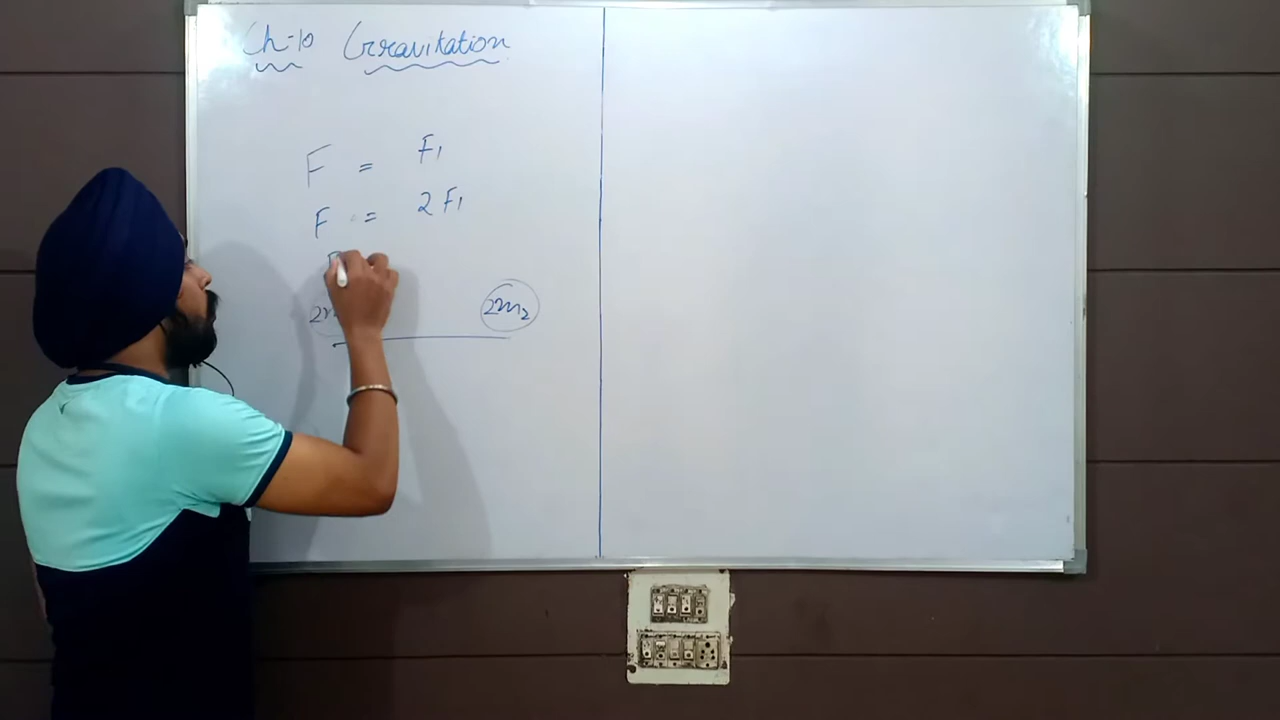 Ch-10 Gravitation
F = F1
F = 2 F1
2m2